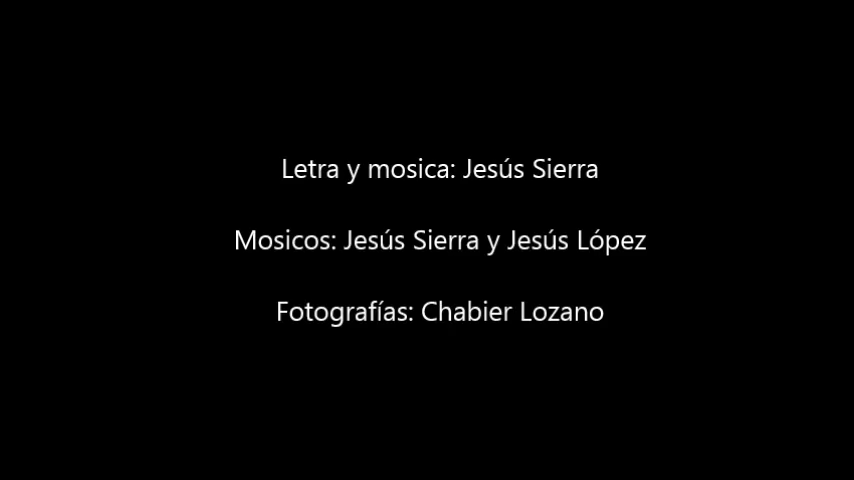 Letra y mosica: Jesús Sierra
Mosicos: Jesús Sierra y Jesús López
Fotografías: Chabier Lozano